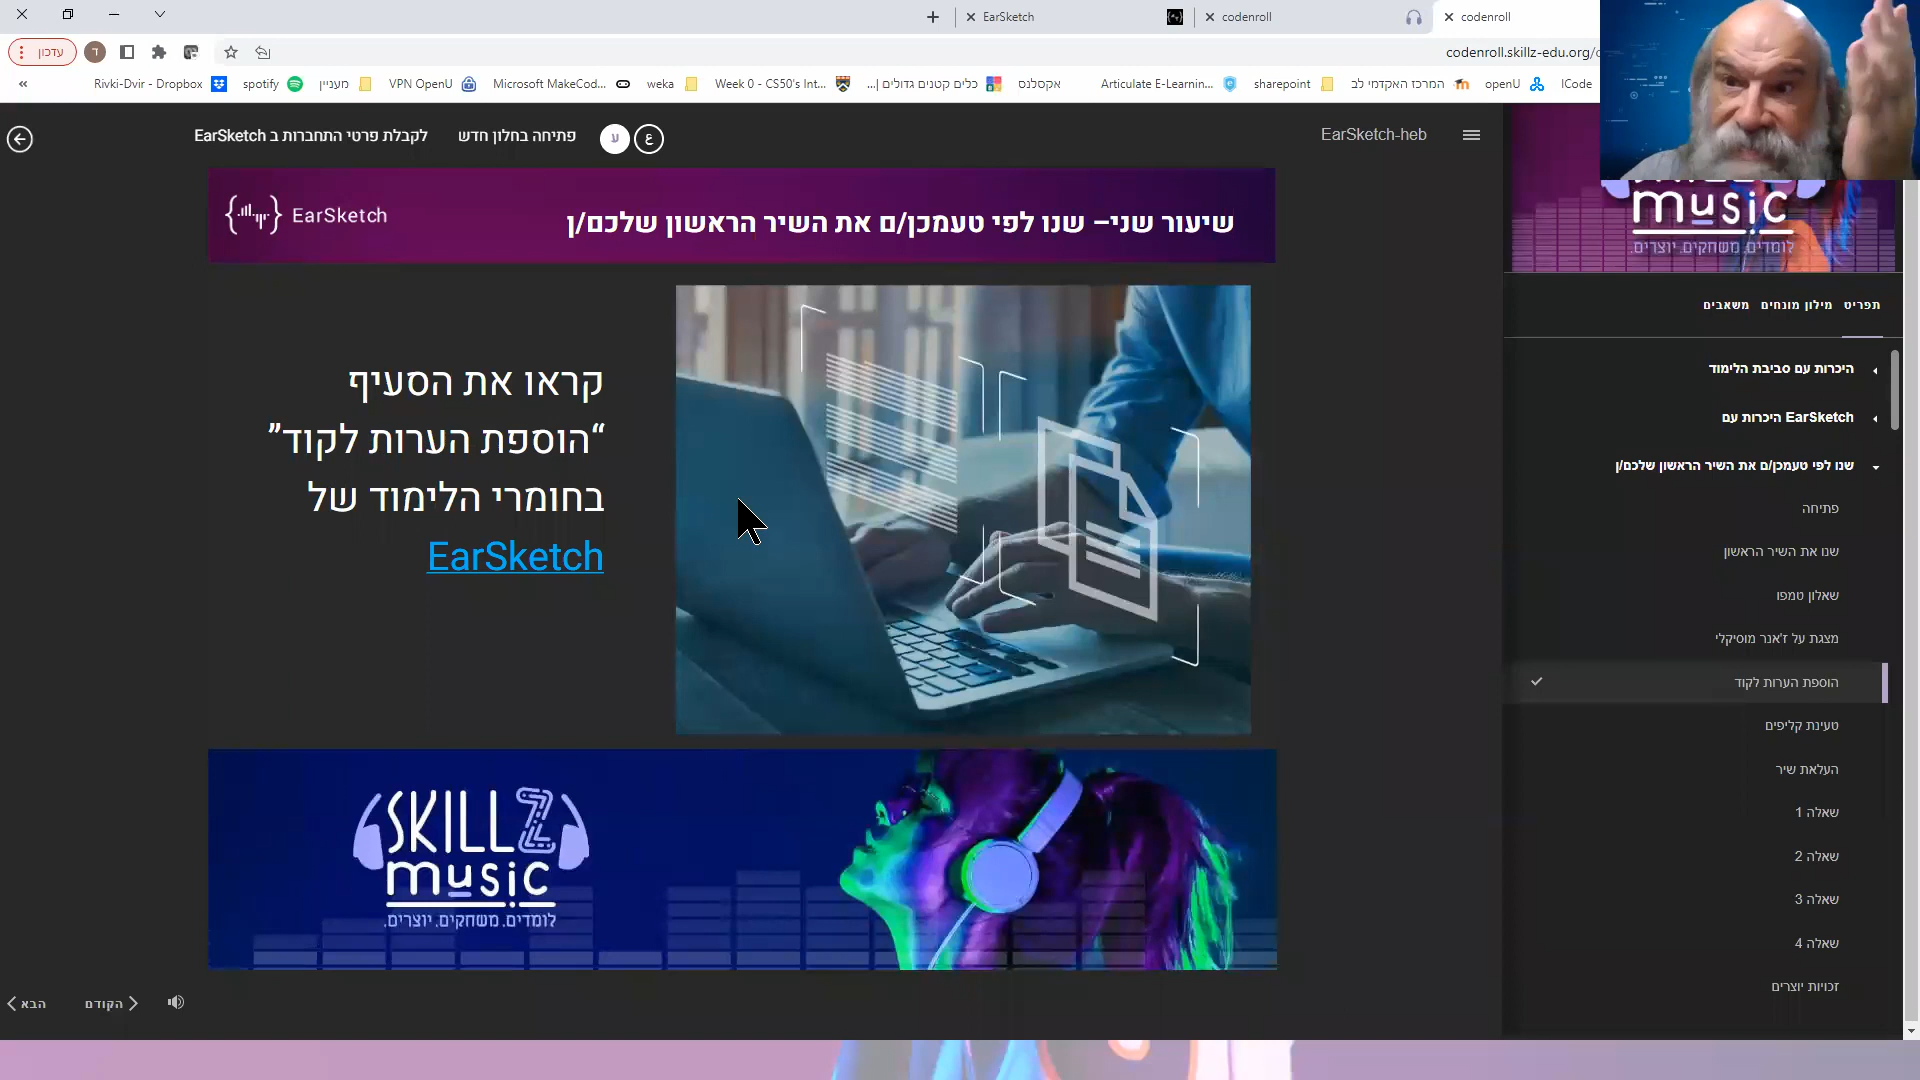 EarSketch
codenroll
codenroll
עדכון
ד
codenroll.skillz-edu.org/
«
Rivki-Dvir - Dropbox
spotify
מעניין
VPN OpenU
Microsoft MakeCod...
weka
Week 0 - CS50's Int...
כלים קטנים גדולים |...
אקסלנס
Articulate E-Learnin...
sharepoint
המרכז האקדמי לב
openU
ICode
לקבלת פרטי התחברות ב EarSketch
פתיחה בחלון חדש
ע
ع
EarSketch-heb
EarSketch
שיעור שני– שנו לפי טעמכן/ם את השיר הראשון שלכם/ן
קראו את הסעיף
“הוספת הערות לקוד”
בחומרי הלימוד של
EarSketch
SKILLZ
music
לומדים. משחקים. יוצרים.
הבא
הקודם
music
לומדים. משחקים. יוצרים.
תפריט
מילון מונחים
משאבים
היכרות עם סביבת הלימוד
היכרות עם EarSketch
שנו לפי טעמכן/ם את השיר הראשון שלכם/ן
פתיחה
שנו את השיר הראשון
שאלון טמפו
מצגת על ז'אנר מוסיקלי
הוספת הערות לקוד
טעינת קליפים
העלאת שיר
שאלה 1
שאלה 2
שאלה 3
שאלה 4
זכויות יוצרים